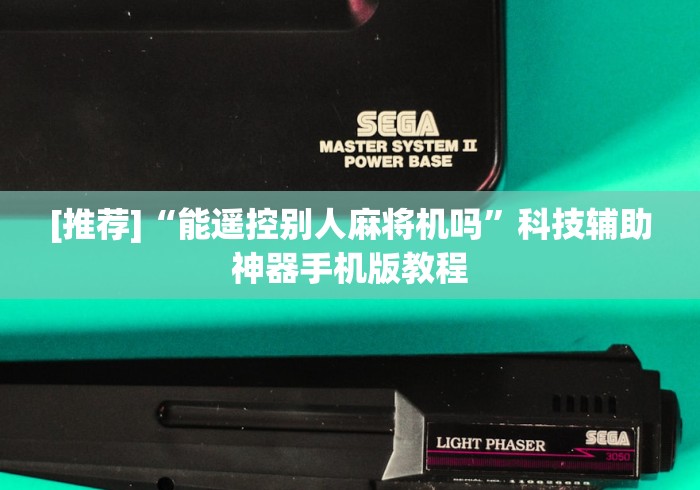 SEGA
MASTER SYSTEM II
POWER BASE
[推荐]“能遥控别人麻将机吗”科技辅助
神器手机版教程
LIGHT PHASER
SEGA
3050